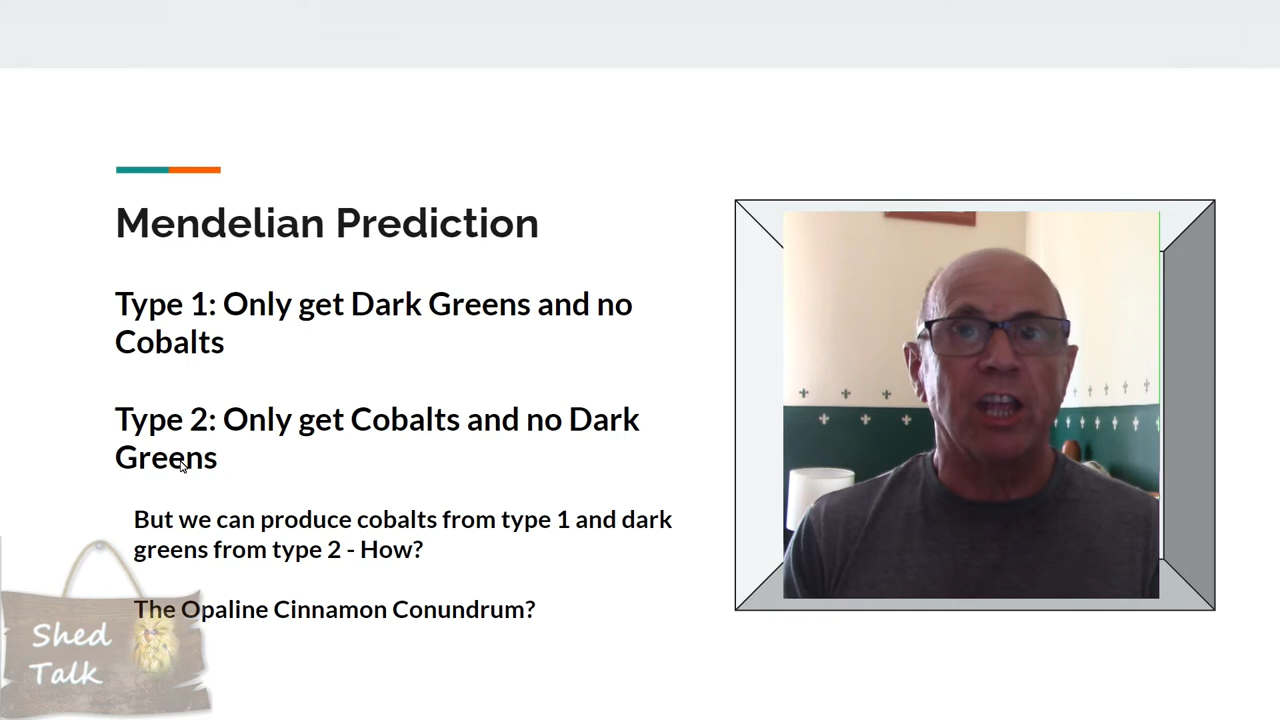 Mendelian Prediction
Type 1: Only get Dark Greens and no
Cobalts
Type 2: Only get Cobalts and no Dark
Greens
But we can produce cobalts from type 1 and dark
greens from type 2 - How?
The Opaline Cinnamon Conundrum?
Shed
Talk